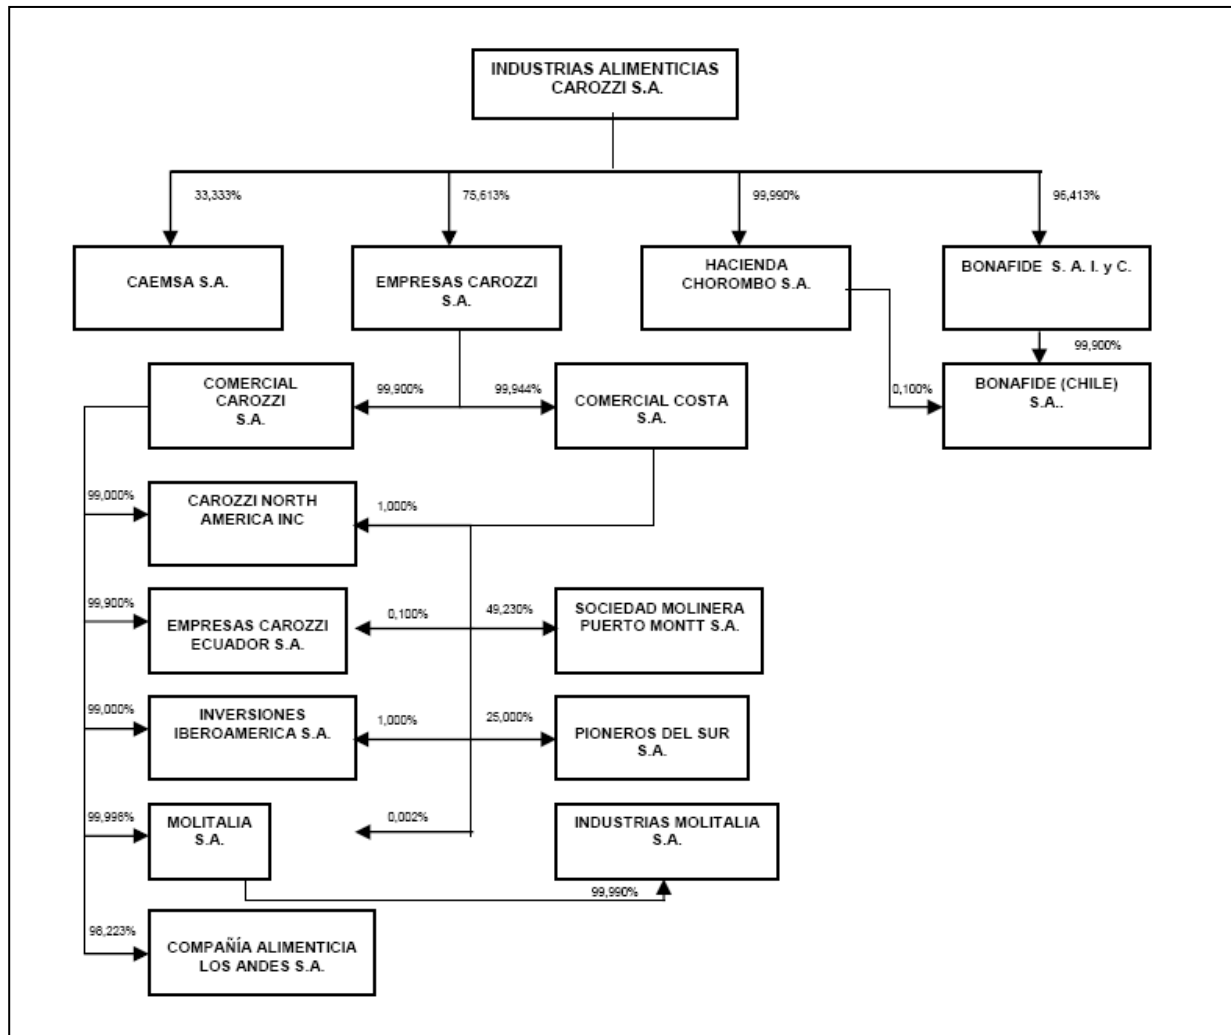 INDUSTRIAS ALIMENTICIAS
CAROZZI S.A.
33,333%
75,613%
99,990%
96,413%
CAEMSA S.A.
EMPRESAS CAROZZI
S.A.
HACIENDA
CHOROMBO S.A.
BONAFIDE S. A. I. y C.
99,900%
COMERCIAL
CAROZZI
S.A.
99,900%
99,944%
COMERCIAL COSTA
S.A.
0,100%
BONAFIDE (CHILE)
S.A..
99,000%
CAROZZI NORTH
AMERICA INC
1,000%
99,900%
EMPRESAS CAROZZI
ECUADOR S.A.
0,100%
49,230%
SOCIEDAD MOLINERA
PUERTO MONTT S.A.
99,000%
INVERSIONES
IBEROAMERICA S.A.
1,000%
25,000%
PIONEROS DEL SUR
S.A.
99,998%
MOLITALIA
S.A.
0,002%
INDUSTRIAS MOLITALIA
S.A.
99,990%
98,223%
COMPAÑÍA ALIMENTICIA
LOS ANDES S.A.